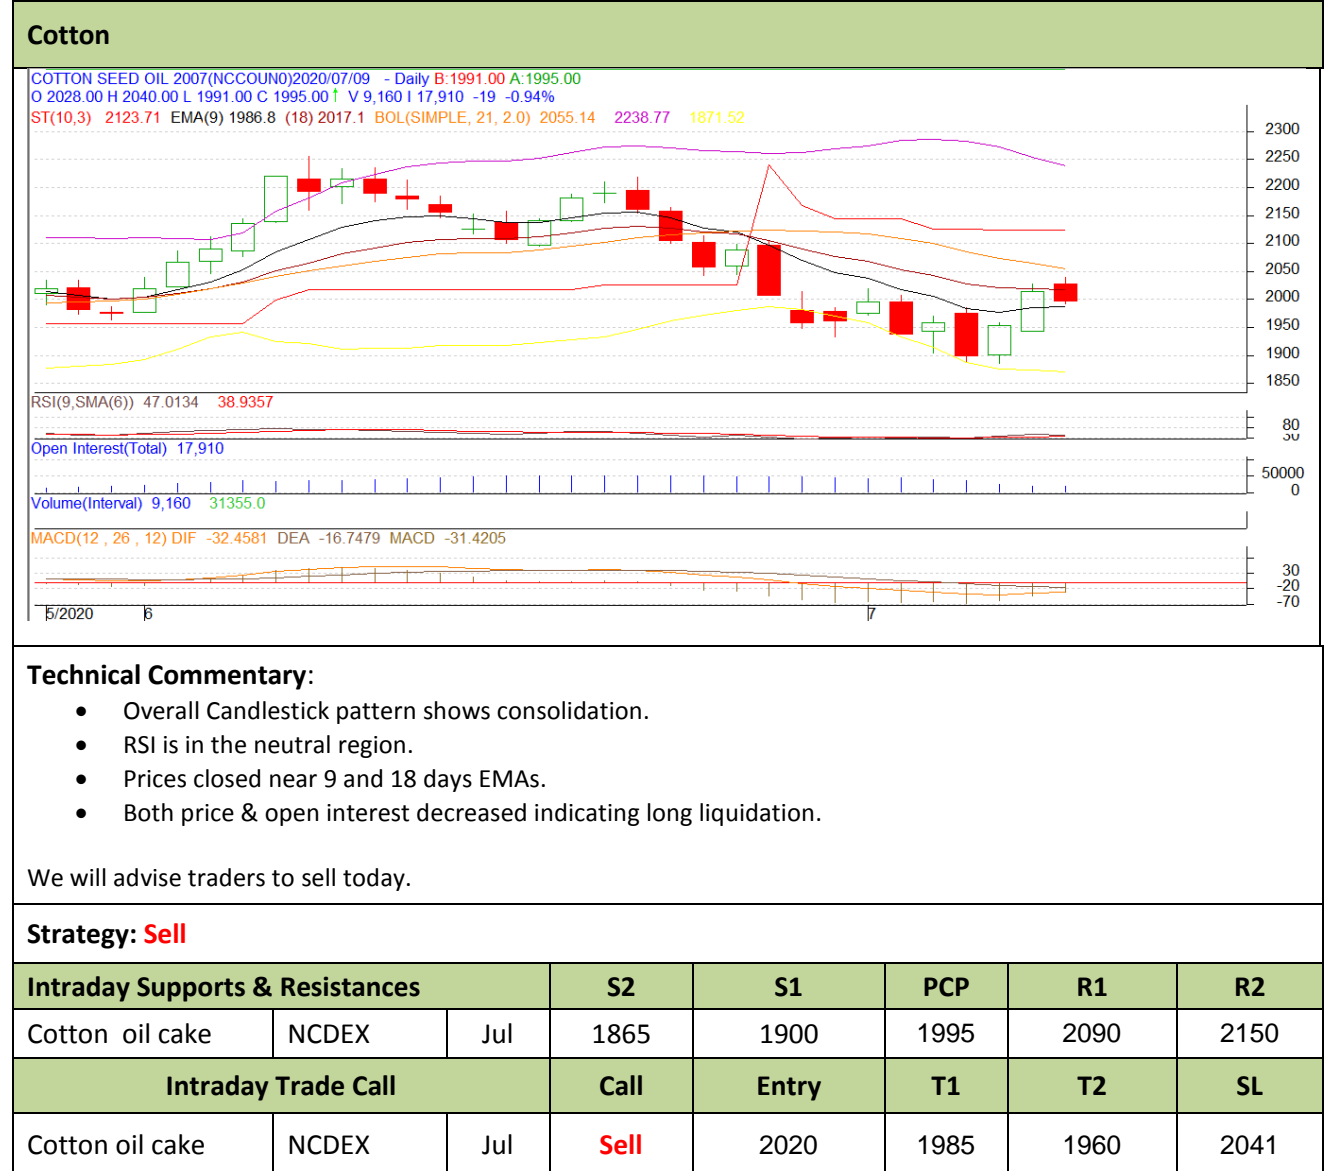 Cotton
COTTON SEED OIL 2007(NCCOUN0)2020/07/09 - Daily B:1991.00 A:1995.00
O 2028.00 H 2040.00 L 1991.00 C 1995.00↑ V 9,160 I 17,910 -19 -0.94%
ST(10,3) 2123.71 EMA(9) 1986.8 (18) 2017.1 BOL(SIMPLE, 21, 2.0) 2055.14 2238.77 1871.52
2300
2250
2200
2150
2100
2050
2000
1950
1900
1850
RSI(9,SMA(6)) 47.0134 38.9357
80
30
Open Interest(Total) 17,910
50000
0
Volume(Interval) 9,160 31355.0
MACD(12 , 26 , 12) DIF -32.4581 DEA -16.7479 MACD -31.4205
30
-20
-70
5/2020 6 7
Technical Commentary:
• Overall Candlestick pattern shows consolidation.
• RSI is in the neutral region.
• Prices closed near 9 and 18 days EMAs.
• Both price & open interest decreased indicating long liquidation.
We will advise traders to sell today.
Strategy: Sell
Intraday Supports & Resistances S2 S1 PCP R1 R2
Cotton oil cake NCDEX Jul 1865 1900 1995 2090 2150
Intraday Trade Call Call Entry T1 T2 SL
Cotton oil cake NCDEX Jul Sell 2020 1985 1960 2041